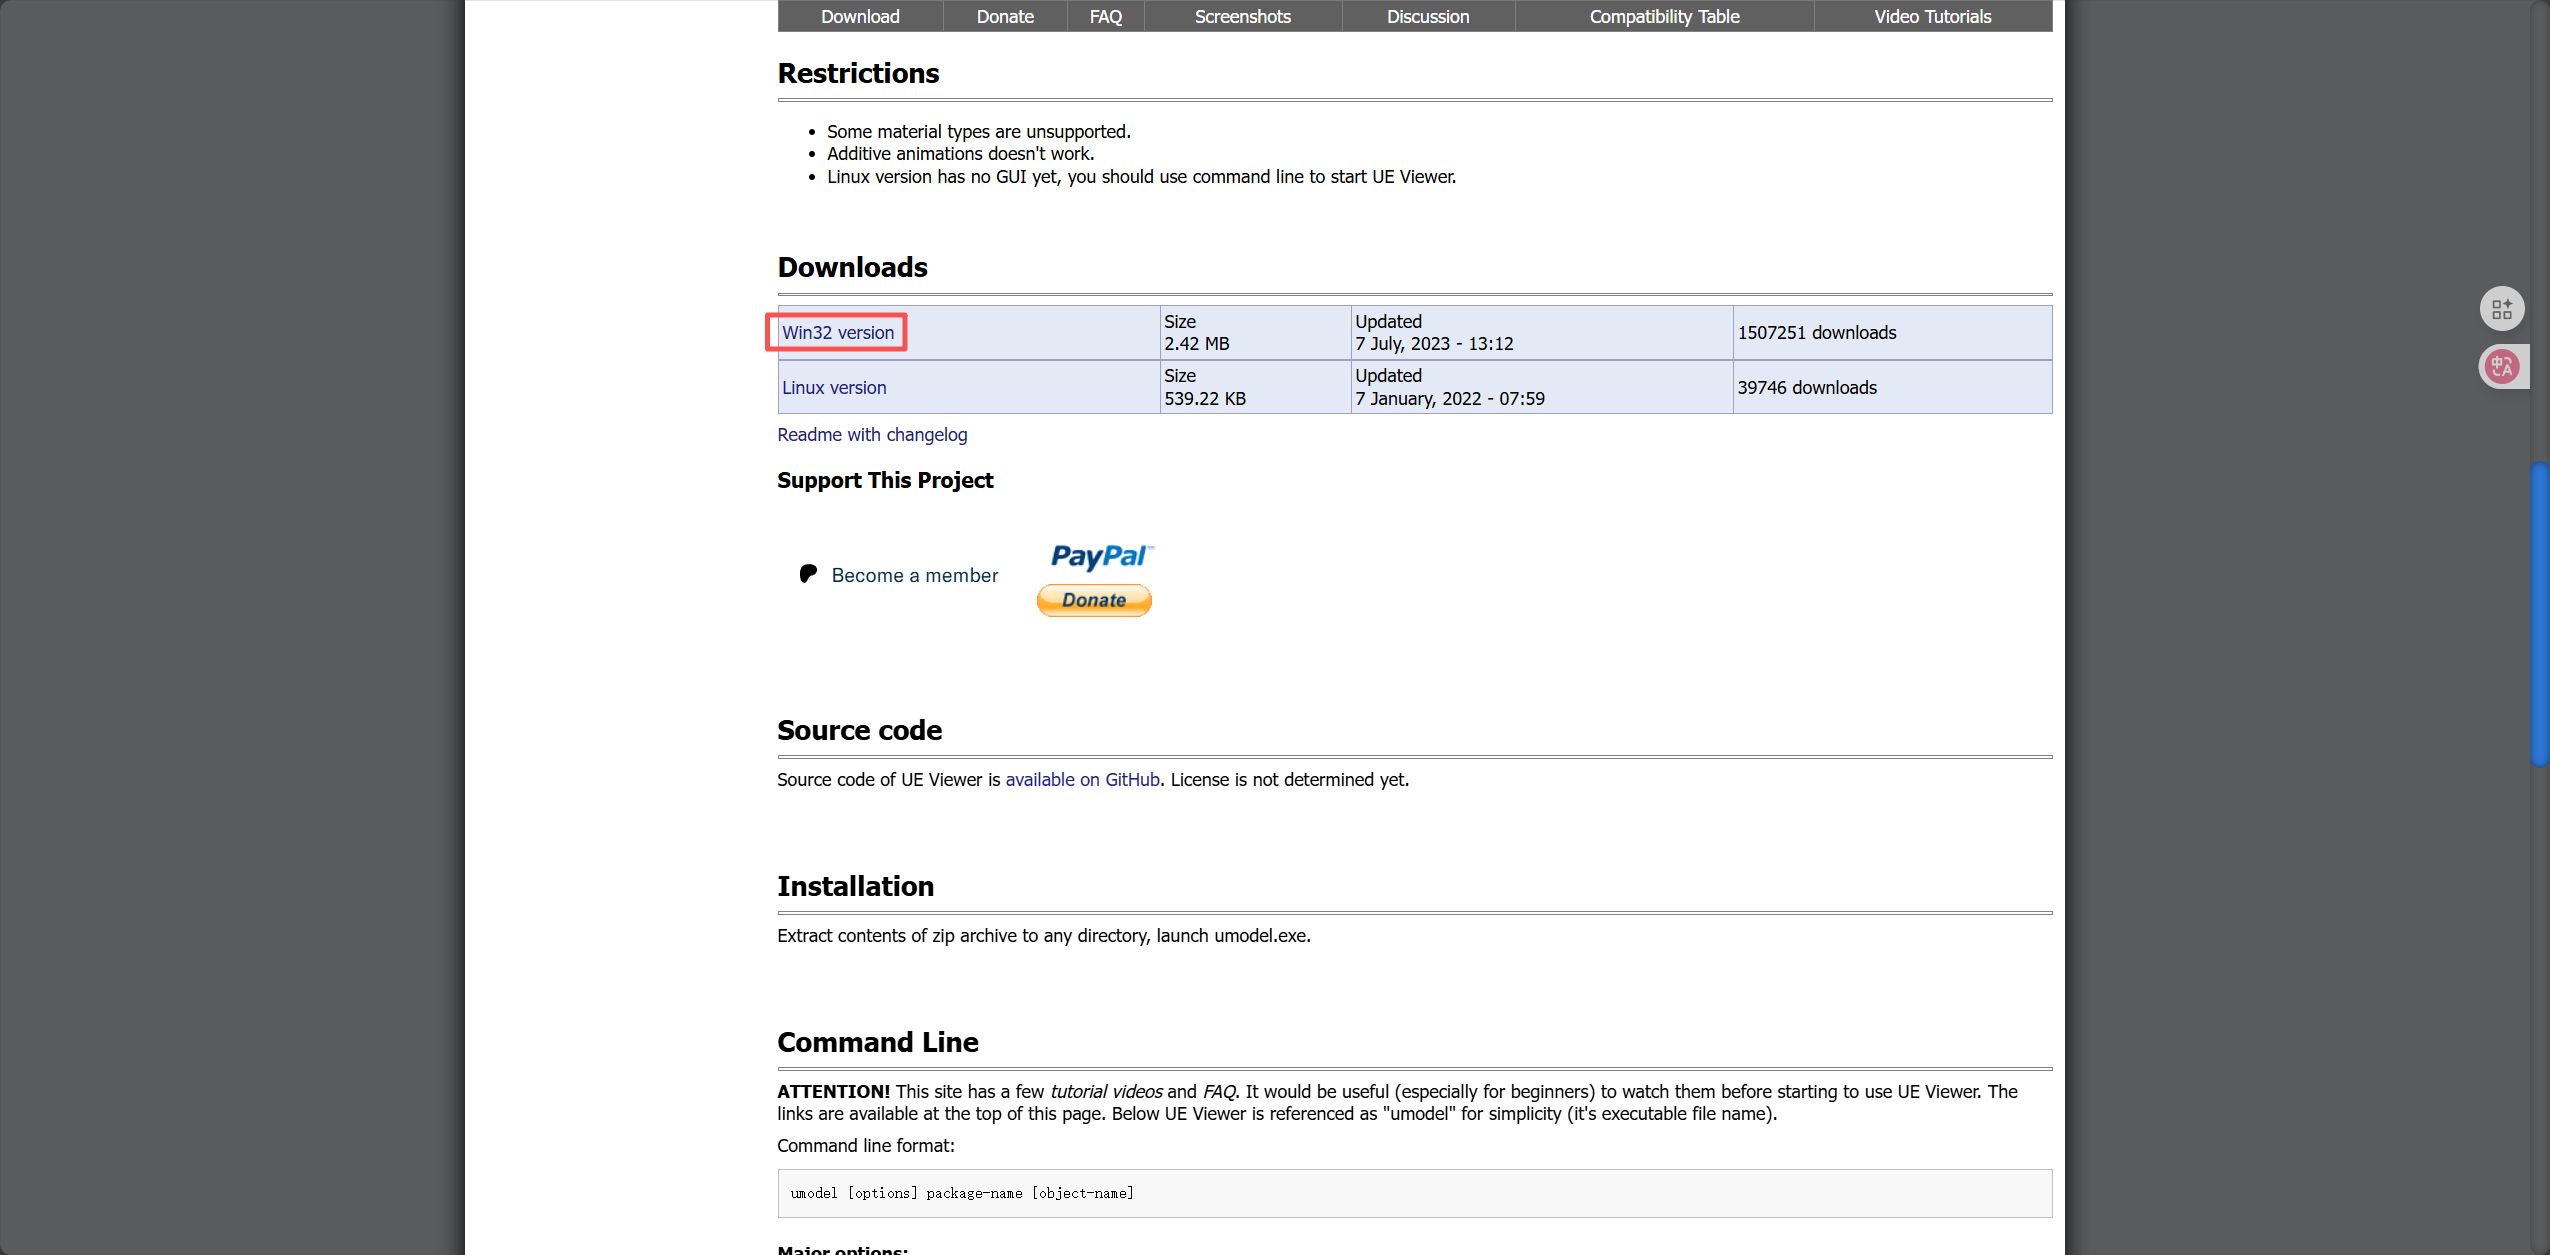 Download Donate FAQ Screenshots Discussion Compatibility Table Video Tutorials
Restrictions
• Some material types are unsupported.
• Additive animations doesn't work.
• Linux version has no GUI yet, you should use command line to start UE Viewer.
Downloads
Win32 version
Size
2.42 MB
Updated
7 July, 2023 - 13:12
1507251 downloads
Linux version
Size
539.22 KB
Updated
7 January, 2022 - 07:59
39746 downloads
Readme with changelog
Support This Project
Become a member
PayPal™
Donate
Source code
Source code of UE Viewer is available on GitHub. License is not determined yet.
Installation
Extract contents of zip archive to any directory, launch umodel.exe.
Command Line
ATTENTION! This site has a few tutorial videos and FAQ. It would be useful (especially for beginners) to watch them before starting to use UE Viewer. The
links are available at the top of this page. Below UE Viewer is referenced as "umodel" for simplicity (it's executable file name).
Command line format:
umodel [options] package-name [object-name]
Major options:
中A